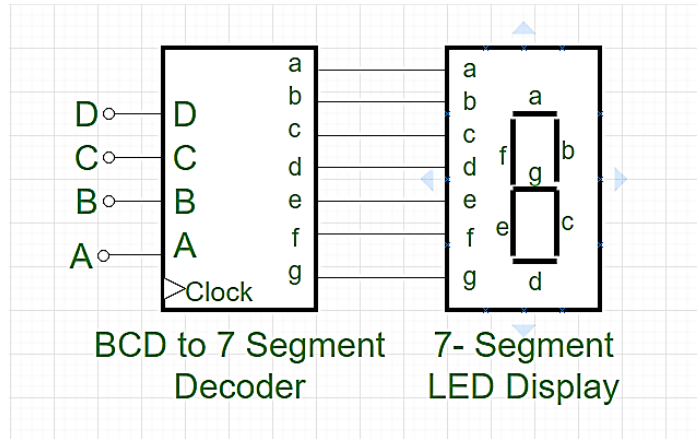 a a
b b
D D
c c
C C
d d
B B
e e
A A
f f
g g
Clock
a
f b
g
e c
d
BCD to 7 Segment
Decoder
7- Segment
LED Display